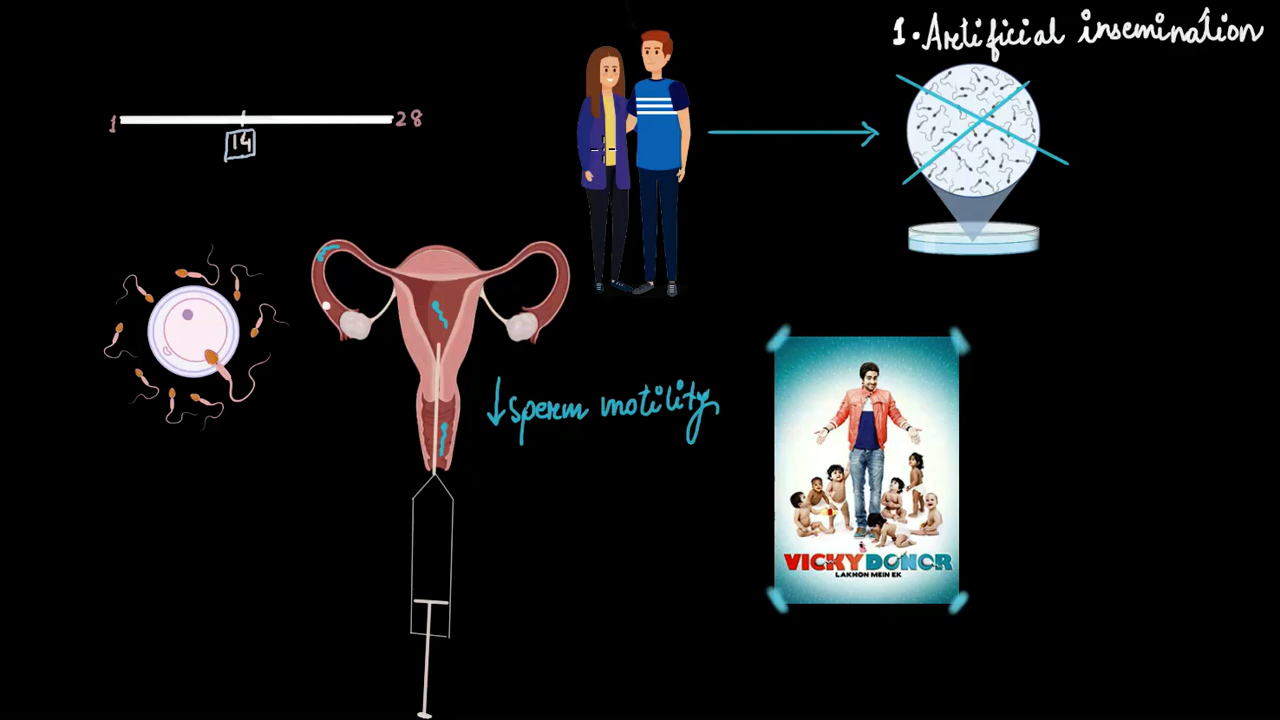 1. Artificial insemination
1 28
14
↓ sperm motility
VICKY DONOR
LAKHON MEIN EK